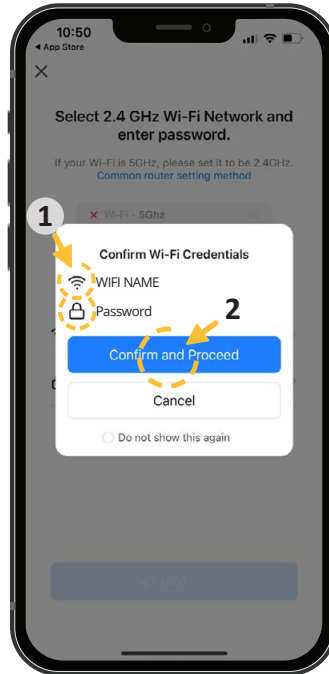 10:50
App Store
Select 2.4 GHz Wi-Fi Network and
enter password.
If your Wi-Fi is 5GHz, please set it to be 2.4GHz.
Common router setting method
Wi-Fi - 5Ghz
1
Confirm Wi-Fi Credentials
WIFI NAME
Password
2
Confirm and Proceed
Cancel
Do not show this again